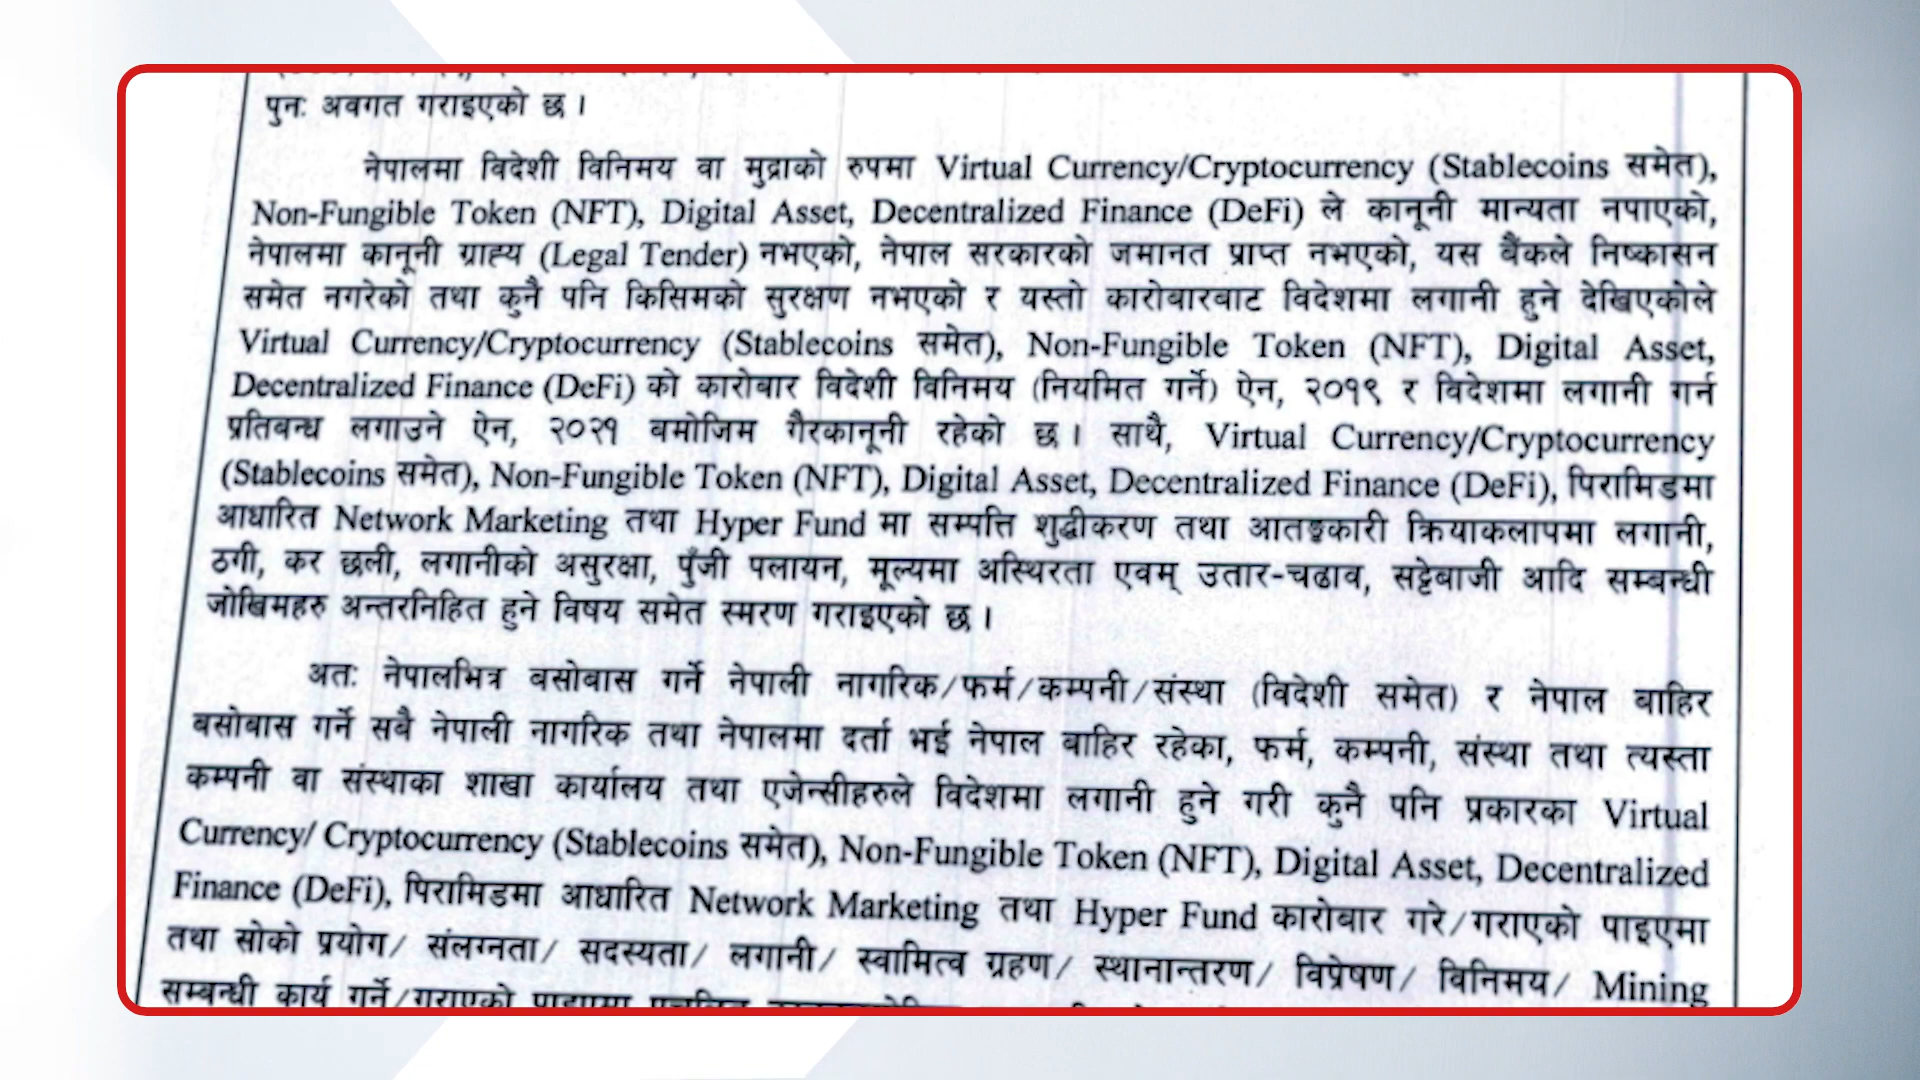 पुनः अवगत गराइएको छ ।
नेपालमा विदेशी विनिमय वा मुद्राको रुपमा Virtual Currency/Cryptocurrency (Stablecoins समेत),
Non-Fungible Token (NFT), Digital Asset, Decentralized Finance (DeFi) ले कानूनी मान्यता नपाएको,
नेपालमा कानूनी ग्राह्य (Legal Tender) नभएको, नेपाल सरकारको जमानत प्राप्त नभएको, यस बैंकले निष्कासन
समेत नगरेको तथा कुनै पनि किसिमको सुरक्षण नभएको र यस्तो कारोबारबाट विदेशमा लगानी हुने देखिएकोले
Virtual Currency/Cryptocurrency (Stablecoins समेत), Non-Fungible Token (NFT), Digital Asset,
Decentralized Finance (DeFi) को कारोबार विदेशी विनिमय (नियमित गर्ने) ऐन, २०१९ र विदेशमा लगानी गर्न
प्रतिबन्ध लगाउने ऐन, २०२१ बमोजिम गैरकानूनी रहेको छ । साथै, Virtual Currency/Cryptocurrency
(Stablecoins समेत), Non-Fungible Token (NFT), Digital Asset, Decentralized Finance (DeFi), पिरामिडमा
आधारित Network Marketing तथा Hyper Fund मा सम्पत्ति शुद्धीकरण तथा आतङ्ककारी क्रियाकलापमा लगानी,
ठगी, कर छली, लगानीको असुरक्षा, पुँजी पलायन, मूल्यमा अस्थिरता एवम् उतार-चढाव, सट्टेबाजी आदि सम्बन्धी
जोखिमहरु अन्तरनिहित हुने विषय समेत स्मरण गराइएको छ ।
अतः नेपालभित्र बसोबास गर्ने नेपाली नागरिक/फर्म/कम्पनी/संस्था (विदेशी समेत) र नेपाल बाहिर
बसोबास गर्ने सबै नेपाली नागरिक तथा नेपालमा दर्ता भई नेपाल बाहिर रहेका, फर्म, कम्पनी, संस्था तथा त्यस्ता
कम्पनी वा संस्थाका शाखा कार्यालय तथा एजेन्सीहरुले विदेशमा लगानी हुने गरी कुनै पनि प्रकारका Virtual
Currency/ Cryptocurrency (Stablecoins समेत), Non-Fungible Token (NFT), Digital Asset, Decentralized
Finance (DeFi), पिरामिडमा आधारित Network Marketing तथा Hyper Fund कारोबार गरे/गराएको पाइएमा
तथा सोको प्रयोग/ संलग्नता/ सदस्यता/ लगानी/ स्वामित्व ग्रहण/ स्थानान्तरण/ विप्रेषण/ विनिमय/ Mining
सम्बन्धी कार्य गर्ने/गराएको पाइएमा